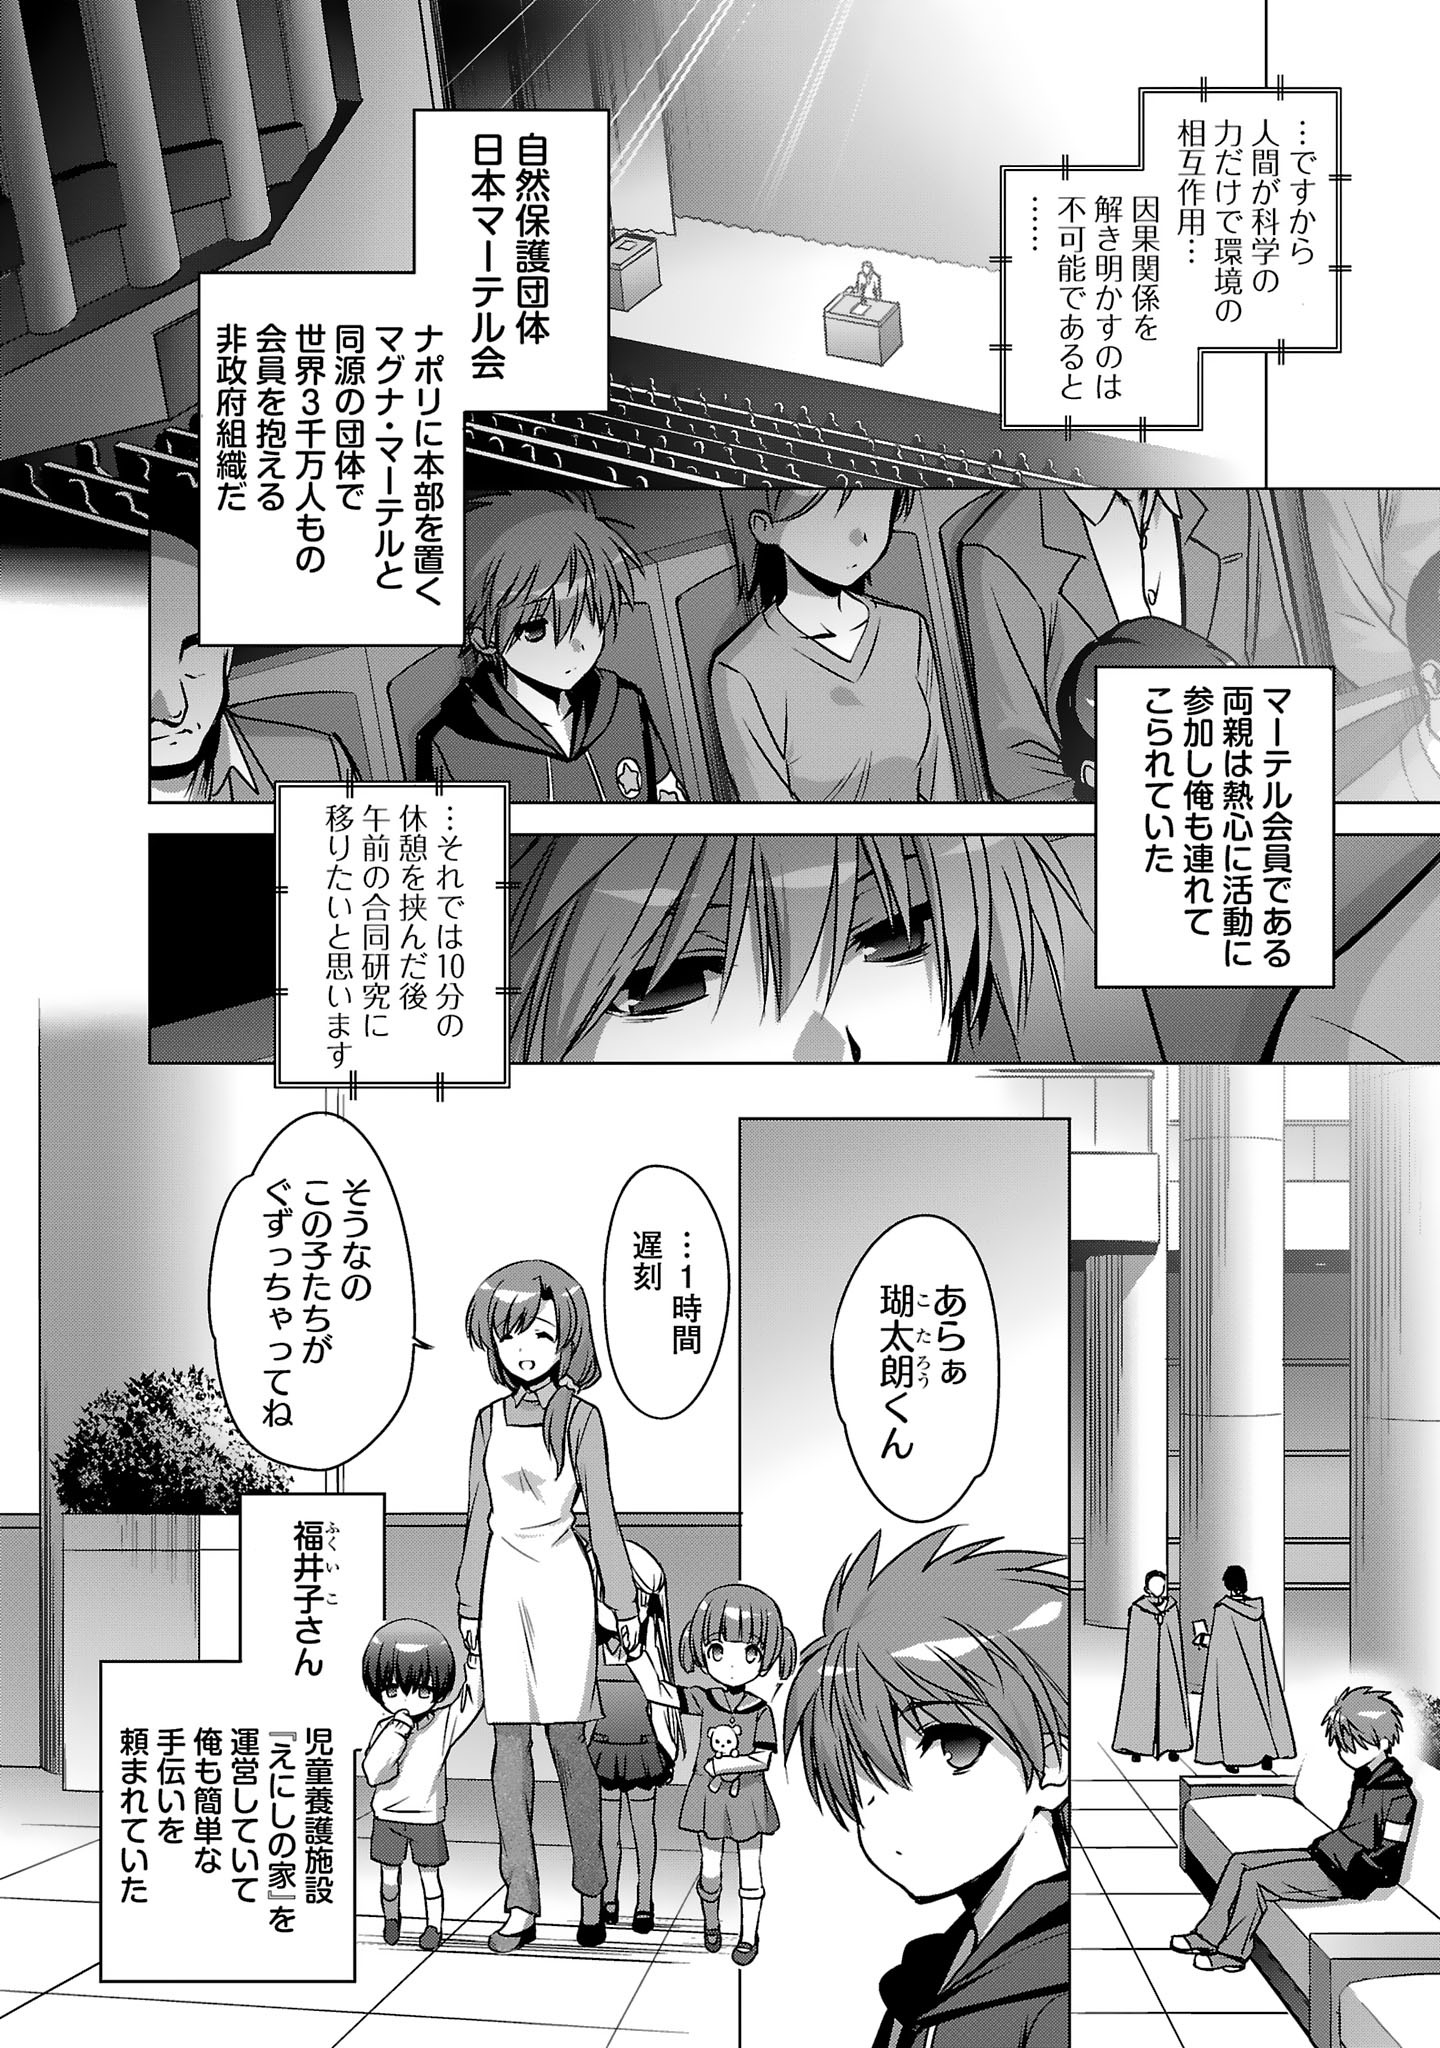 …ですから
人間が科学の
力だけで環境の
相互作用…
因果関係を
解き明かすのは
不可能であると
……
自然保護団体
日本マーテル会
ナポリに本部を置く
マグナ・マーテルと
同源の団体で
世界3千万人もの
会員を抱える
非政府組織だ
マーテル会員である
両親は熱心に活動に
参加し俺も連れて
こられていた
…それでは10分の
休憩を挟んだ後
午前の合同研究に
移りたいと思います
あらぁ
瑚太朗くん
こたろう
…1時間
遅刻
そうなの
この子たちが
ぐずっちゃってね
福井子さん
ふくいこ
児童養護施設
『えにしの家』を
運営していて
俺も簡単な
手伝いを
頼まれていた